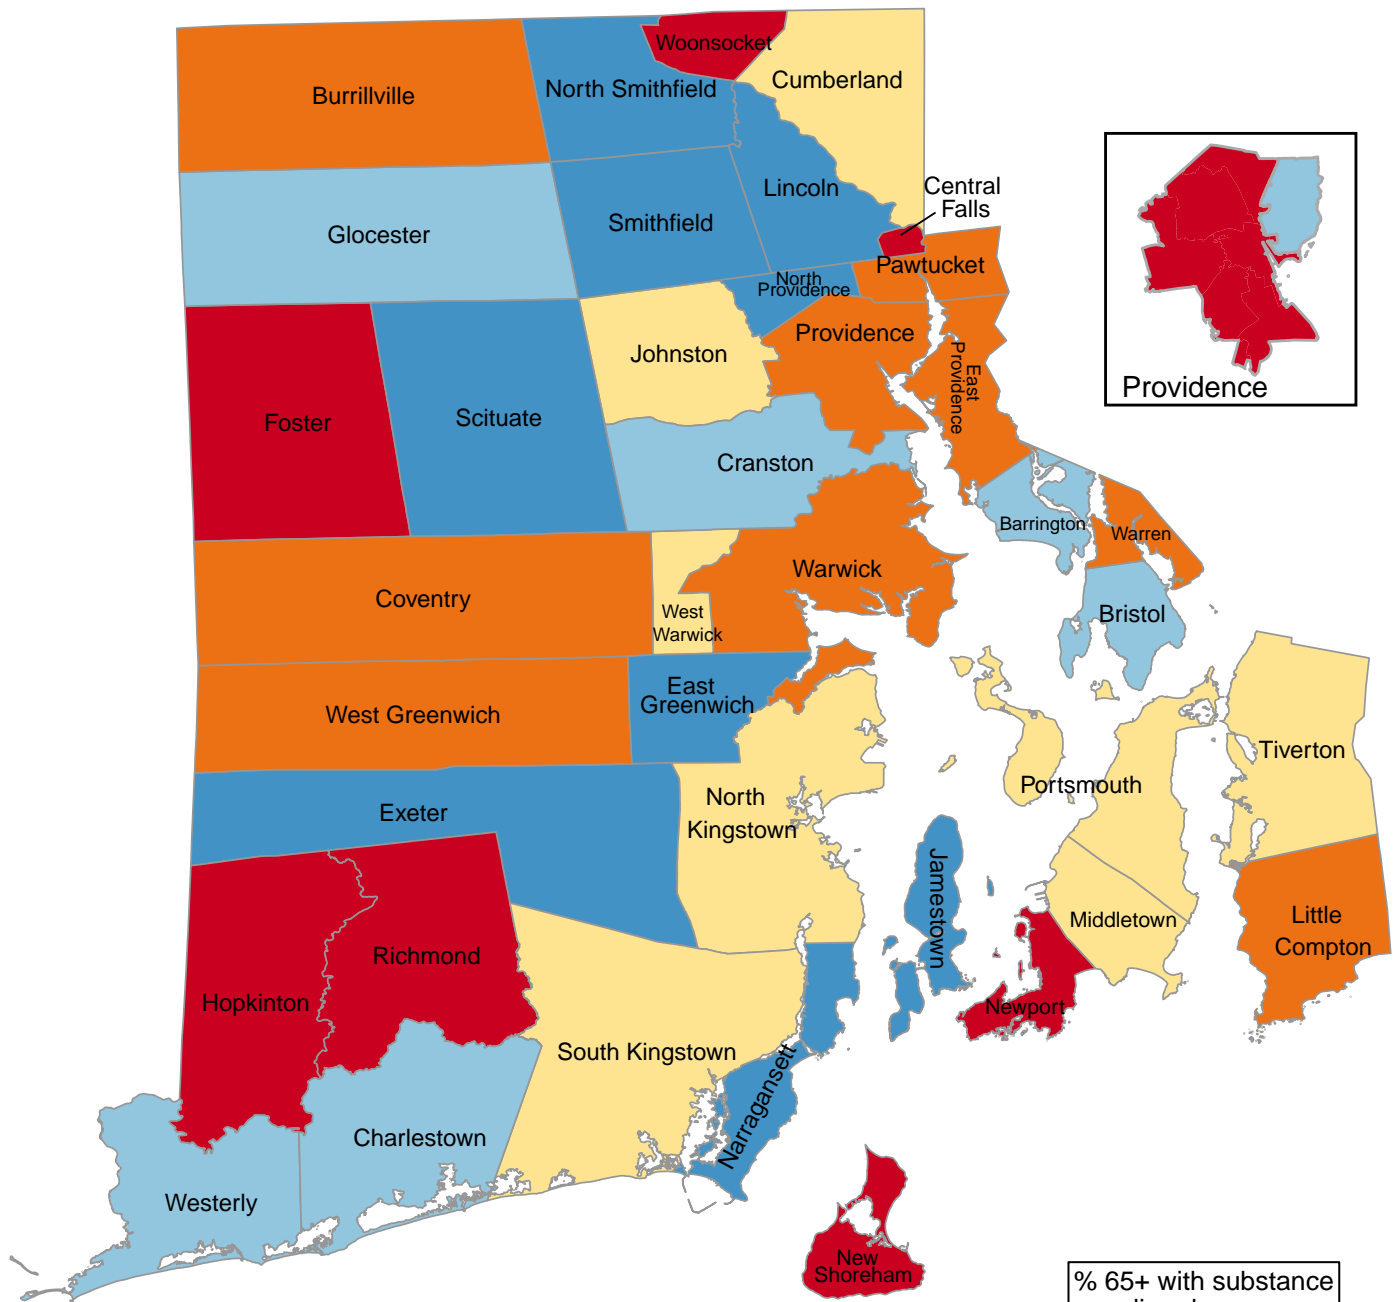 Woonsocket
Cumberland
North Smithfield
Burrillville
Central
Falls
Lincoln
Smithfield
Glocester
Pawtucket
North
Providence
Providence
Johnston
East
Providence
Foster
Scituate
Cranston
Providence
Barrington
Warren
Warwick
Coventry
West
Warwick
Bristol
East
Greenwich
West Greenwich
Tiverton
Portsmouth
North
Kingstown
Exeter
Jamestown
Middletown
Little
Compton
Richmond
Hopkinton
Newport
South Kingstown
Narragansett
Charlestown
Westerly
New
Shoreham
% 65+ with substance